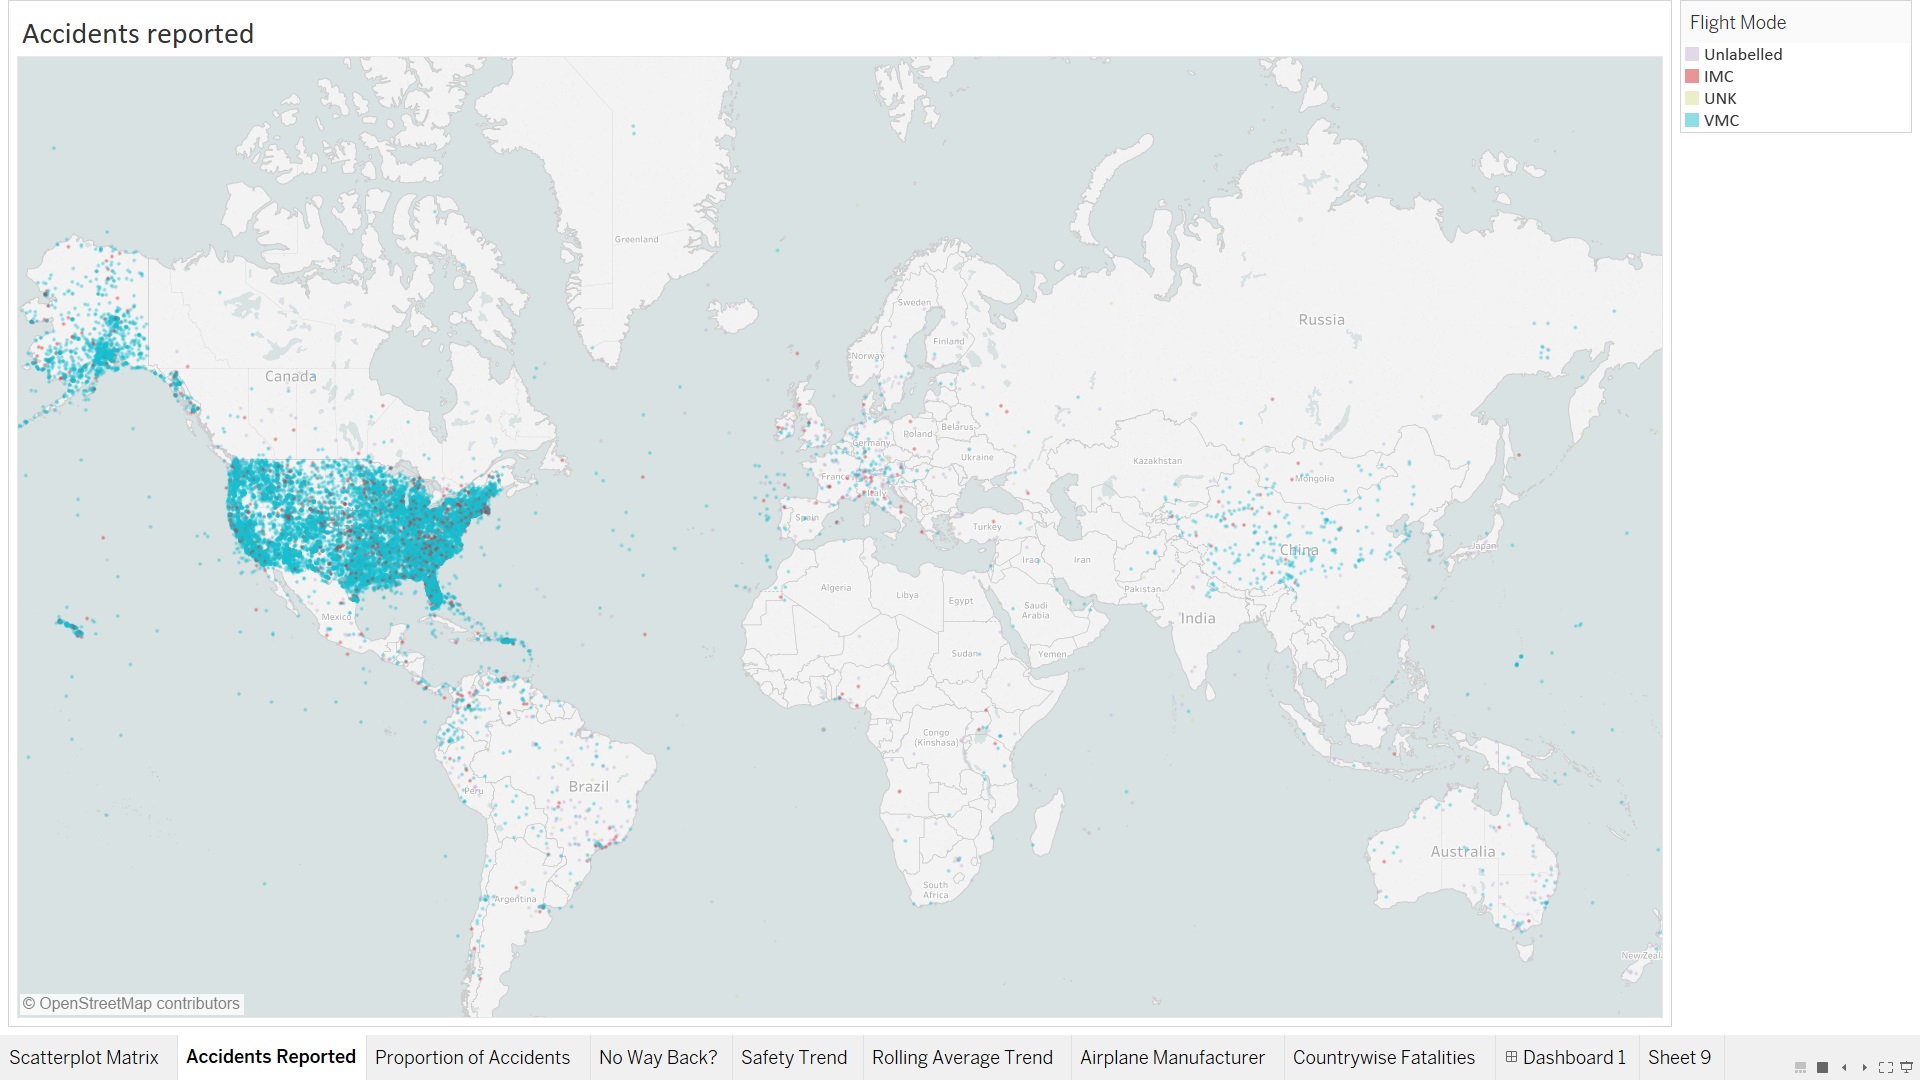 Accidents reported
Flight Mode
Unlabelled
IMC
UNK
VMC
Greenland
Sweden
Russia
Finland
Norway
Canada
Poland
Belarus
Germany
Ukraine
Kazakhstan
France
Mongolia
Italy
Spain
Turkey
Japan
China
Iraq
Iran
Algeria
Libya
Egypt
Pakistan
Saudi
Arabia
India
Mexico
Sudan
Yemen
Congo
(Kinshasa)
Brazil
Peru
Australia
South
Africa
Argentina
New Zeal
© OpenStreetMap contributors
Scatterplot Matrix
Accidents Reported
Proportion of Accidents
No Way Back?
Safety Trend
Rolling Average Trend
Airplane Manufacturer
Countrywise Fatalities
Dashboard 1
Sheet 9